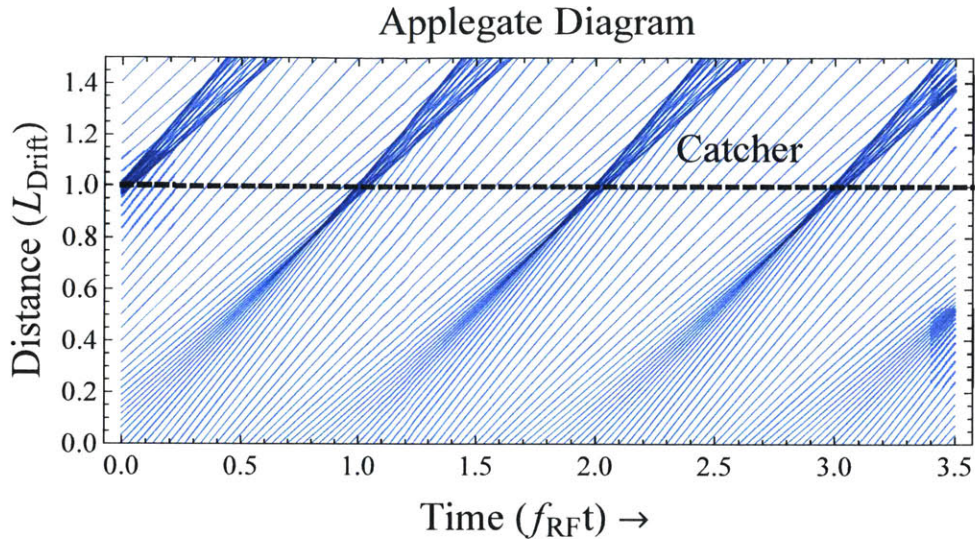 Applegate Diagram
Distance (L_Drift)
1.4
1.2
1.0
0.8
0.6
0.4
0.2
0.0
Catcher
0.0 0.5 1.0 1.5 2.0 2.5 3.0 3.5
Time (f_RF t) →